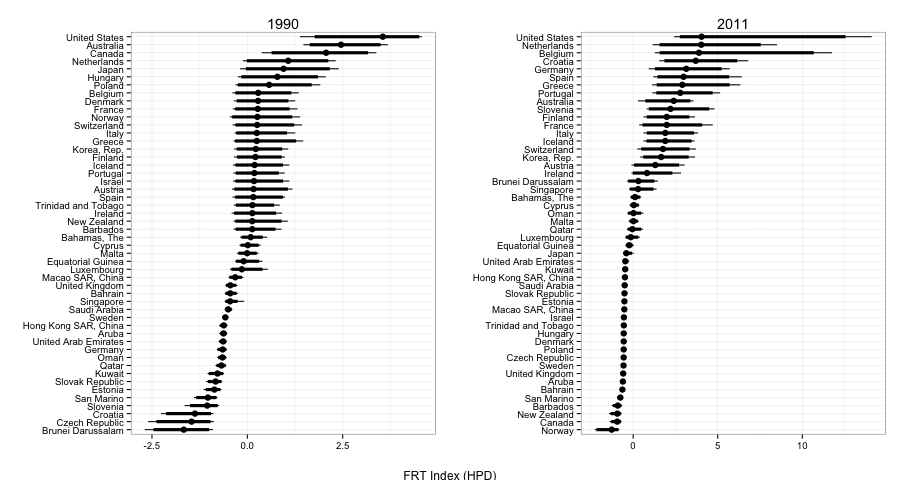 1990
United States
Australia
Canada
Netherlands
Japan
Hungary
Poland
Belgium
Denmark
France
Norway
Switzerland
Italy
Greece
Korea, Rep.
Finland
Iceland
Portugal
Israel
Austria
Spain
Trinidad and Tobago
Ireland
New Zealand
Barbados
Bahamas, The
Cyprus
Malta
Equatorial Guinea
Luxembourg
Macao SAR, China
United Kingdom
Bahrain
Singapore
Saudi Arabia
Sweden
Hong Kong SAR, China
Aruba
United Arab Emirates
Germany
Oman
Qatar
Kuwait
Slovak Republic
Estonia
San Marino
Slovenia
Croatia
Czech Republic
Brunei Darussalam
-2.5 0.0 2.5
2011
United States
Netherlands
Belgium
Croatia
Germany
Spain
Greece
Portugal
Australia
Slovenia
Finland
France
Italy
Iceland
Switzerland
Korea, Rep.
Austria
Ireland
Brunei Darussalam
Singapore
Bahamas, The
Cyprus
Oman
Malta
Qatar
Luxembourg
Equatorial Guinea
Japan
United Arab Emirates
Kuwait
Hong Kong SAR, China
Saudi Arabia
Slovak Republic
Estonia
Macao SAR, China
Israel
Trinidad and Tobago
Hungary
Denmark
Poland
Czech Republic
Sweden
United Kingdom
Aruba
Bahrain
San Marino
Barbados
New Zealand
Canada
Norway
0 5 10
FRT Index (HPD)